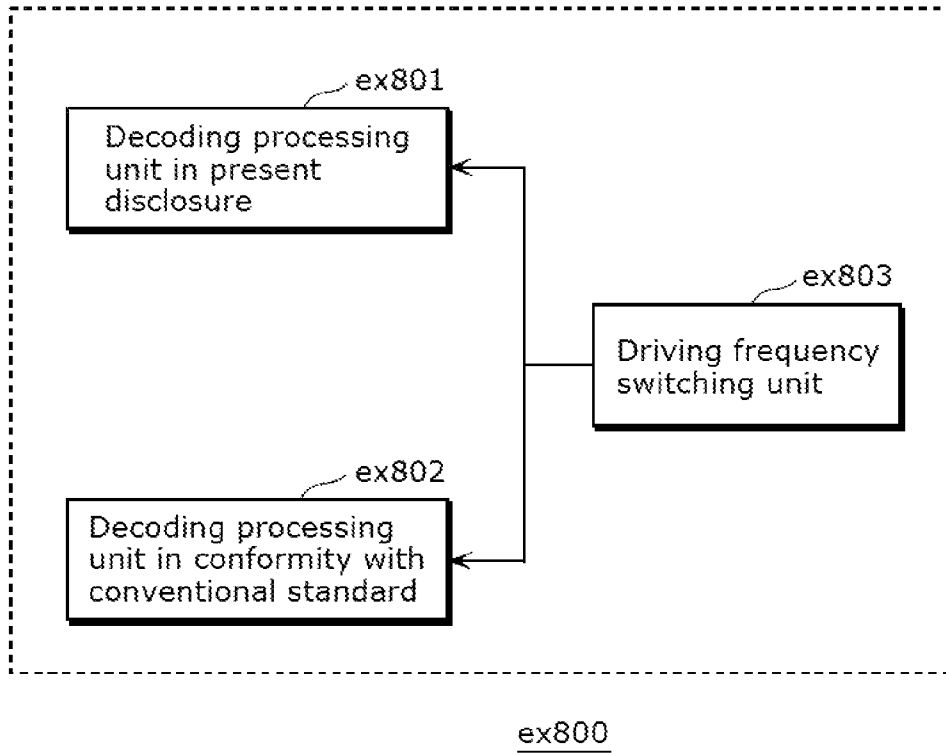 ex801
Decoding processing
unit in present
disclosure
ex803
Driving frequency
switching unit
ex802
Decoding processing
unit in conformity with
conventional standard
ex800